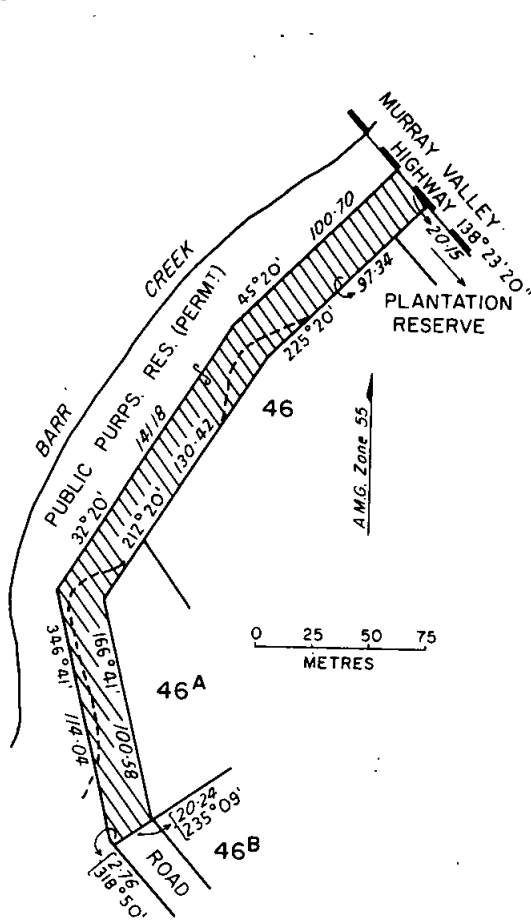 MURRAY VALLEY
HIGHWAY 138° 23' 20"
20·15
100·70
45° 20'
97·34
225° 20'
PLANTATION
RESERVE
CREEK
BARR
PUBLIC PURPS. RES. (PERMT)
46
141·18
130·42
32° 20'
212° 20'
A.M.G. Zone 55
0 25 50 75
METRES
346° 41'
166° 41'
46A
114·04
100·58
20·24
235° 09'
46B
ROAD
2·76
318° 50'